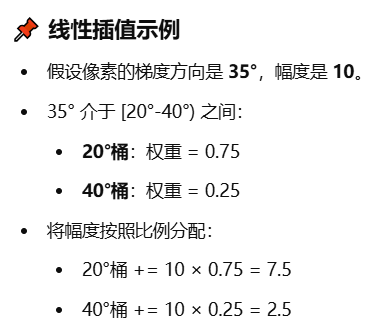 📌 线性插值示例
• 假设像素的梯度方向是 35°，幅度是 10。
• 35° 介于 [20°-40°) 之间：
• 20°桶：权重 = 0.75
• 40°桶：权重 = 0.25
• 将幅度按照比例分配：
• 20°桶 += 10 × 0.75 = 7.5
• 40°桶 += 10 × 0.25 = 2.5